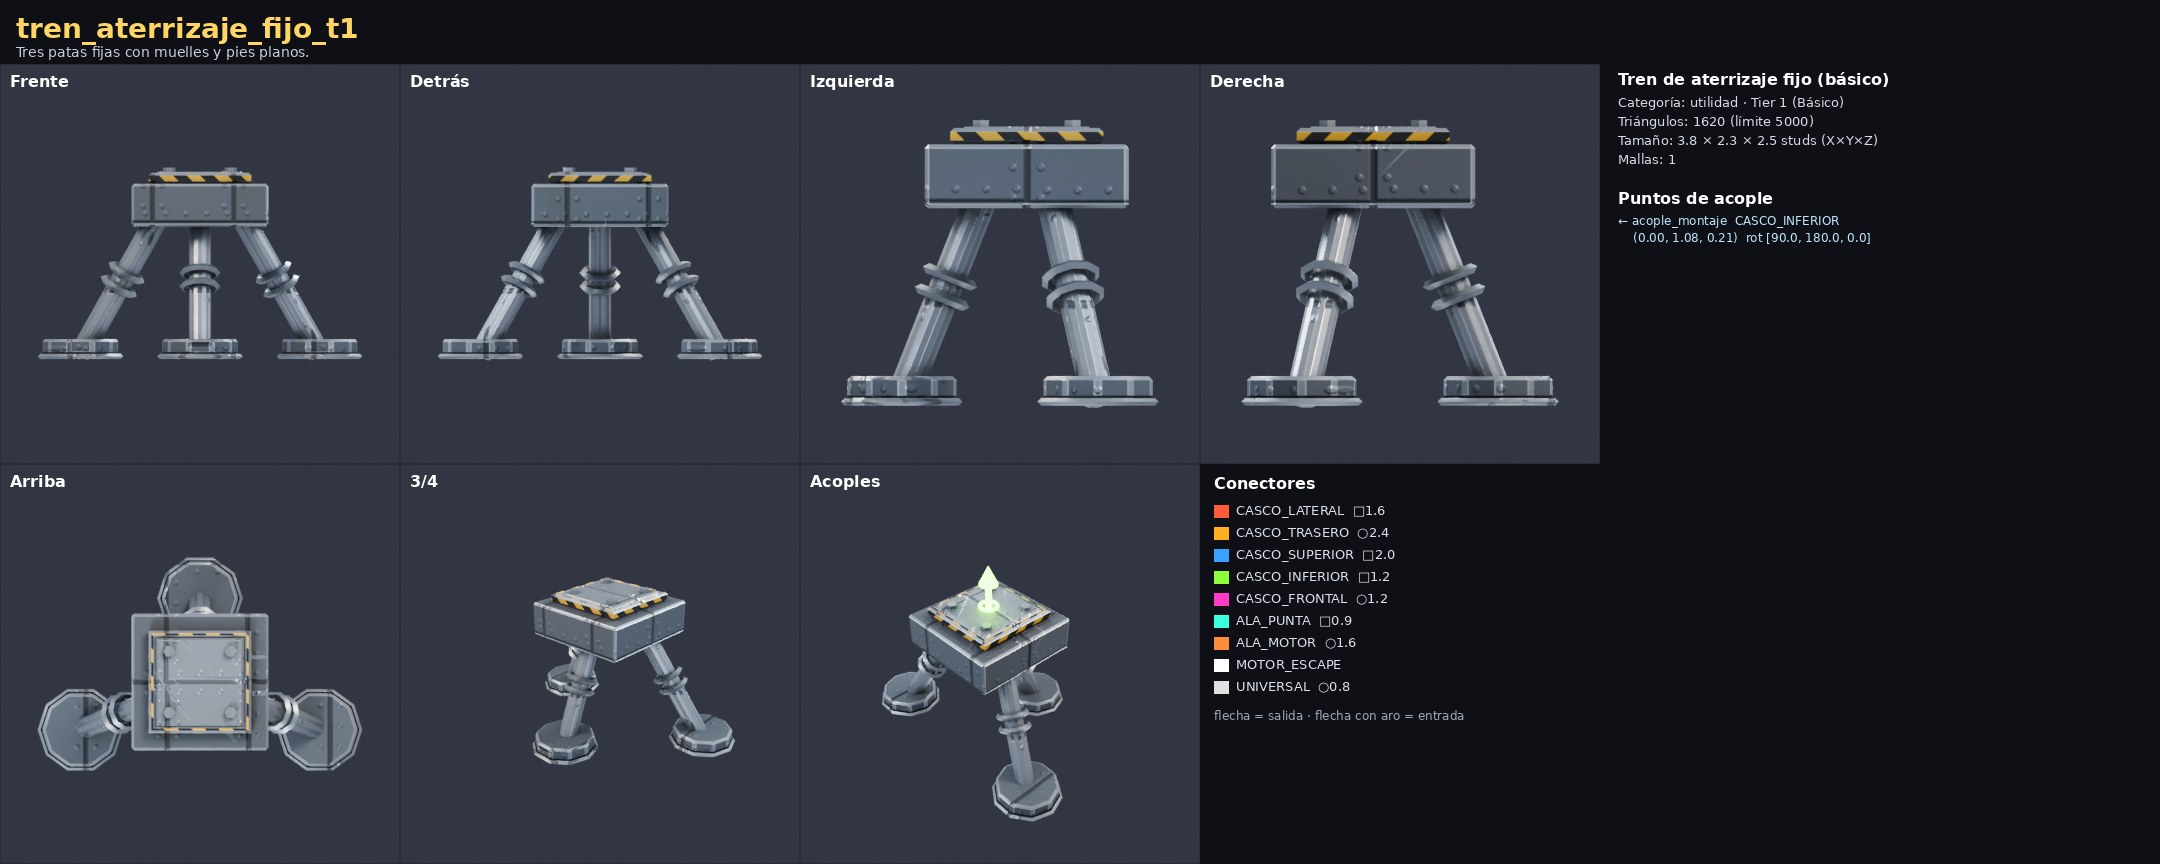 tren_aterrizaje_fijo_t1
Tres patas fijas con muelles y pies planos.
Frente
Detrás
Izquierda
Derecha
Tren de aterrizaje fijo (básico)
Categoría: utilidad · Tier 1 (Básico)
Triángulos: 1620 (límite 5000)
Tamaño: 3.8 × 2.3 × 2.5 studs (X×Y×Z)
Mallas: 1
Puntos de acople
← acople_montaje CASCO_INFERIOR
(0.00, 1.08, 0.21) rot [90.0, 180.0, 0.0]
Arriba
3/4
Acoples
Conectores
CASCO_LATERAL □1.6
CASCO_TRASERO ○2.4
CASCO_SUPERIOR □2.0
CASCO_INFERIOR □1.2
CASCO_FRONTAL ○1.2
ALA_PUNTA □0.9
ALA_MOTOR ○1.6
MOTOR_ESCAPE
UNIVERSAL ○0.8
flecha = salida · flecha con aro = entrada